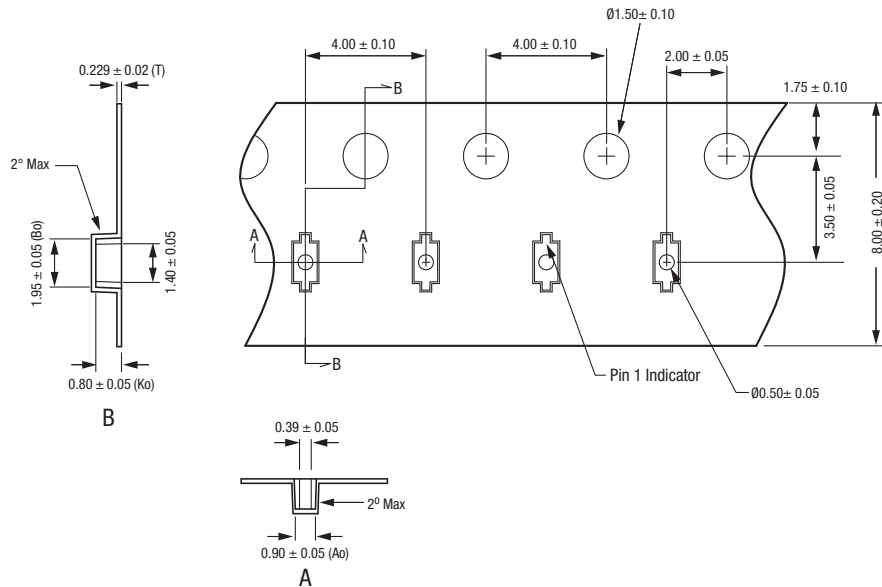 Ø1.50± 0.10
4.00 ± 0.10
4.00 ± 0.10
2.00 ± 0.05
0.229 ± 0.02 (T)
B
1.75 ± 0.10
2° Max
3.50 ± 0.05
8.00 ± 0.20
A
A
1.95 ± 0.05 (Bo)
1.40 ± 0.05
B
Pin 1 Indicator
0.80 ± 0.05 (Ko)
Ø0.50± 0.05
B
0.39 ± 0.05
2º Max
0.90 ± 0.05 (Ao)
A